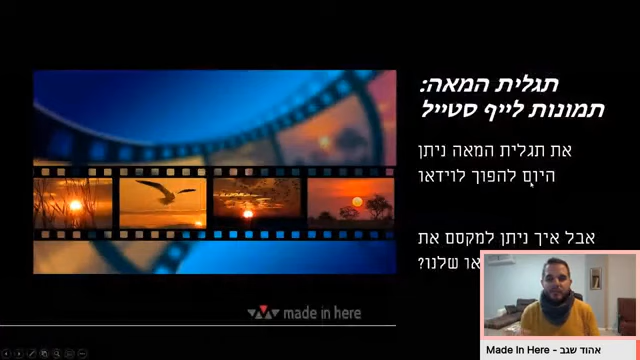 תגלית המאה:
תמונות לייף סטייל
את תגלית המאה ניתן
היום להפוך לוידאו
אבל איך ניתן למקסם את
או שלנו?
made in here
Made In Here - אהוד שגב